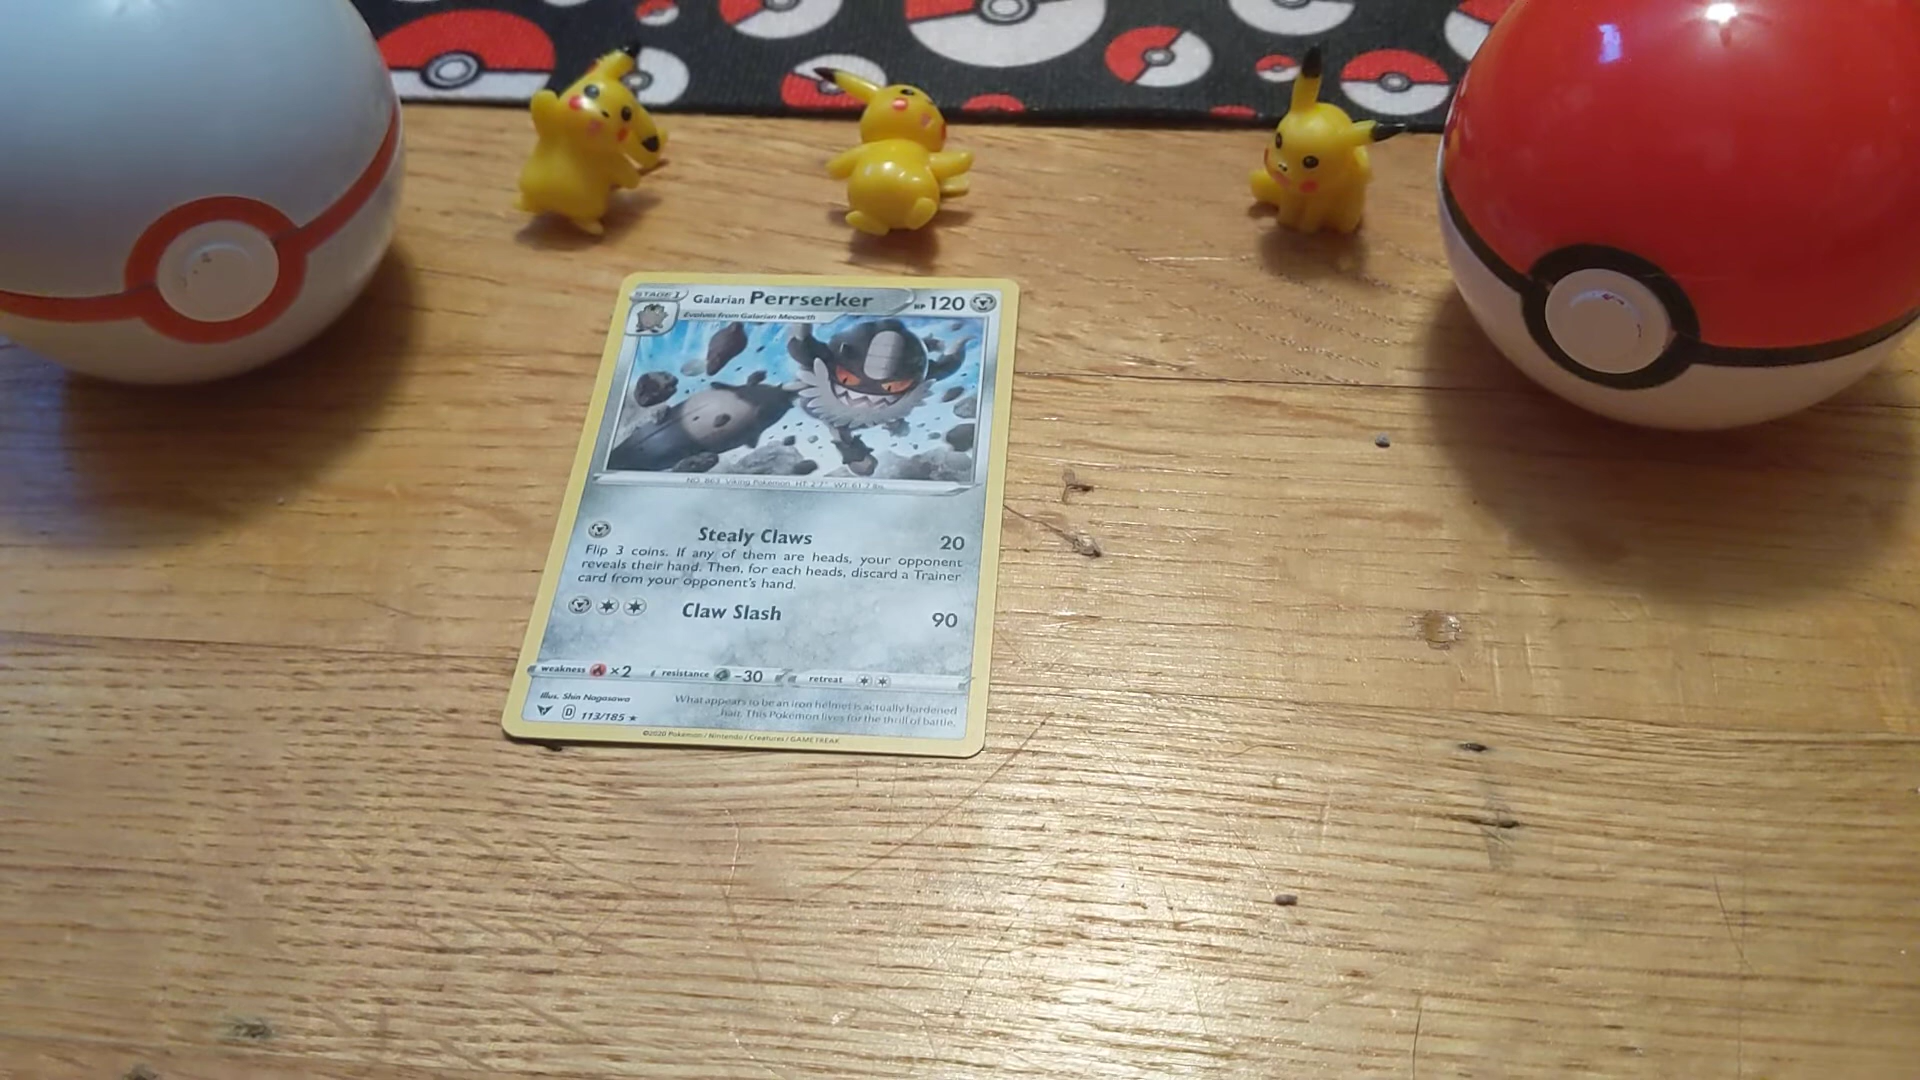 STAGE 1
Galarian Perrserker HP 120
Evolves from Galarian Meowth
NO. 863 Viking Pokémon HT: 2'7" WT: 61.7 lbs.
Stealy Claws 20
Flip 3 coins. If any of them are heads, your opponent
reveals their hand. Then, for each heads, discard a Trainer
card from your opponent's hand.
Claw Slash 90
weakness ×2 resistance -30 retreat
Illus. Shin Nagasawa
D 113/185 ★
What appears to be an iron helmet is actually hardened
hair. This Pokémon lives for the thrill of battle.
©2020 Pokémon / Nintendo / Creatures / GAME FREAK